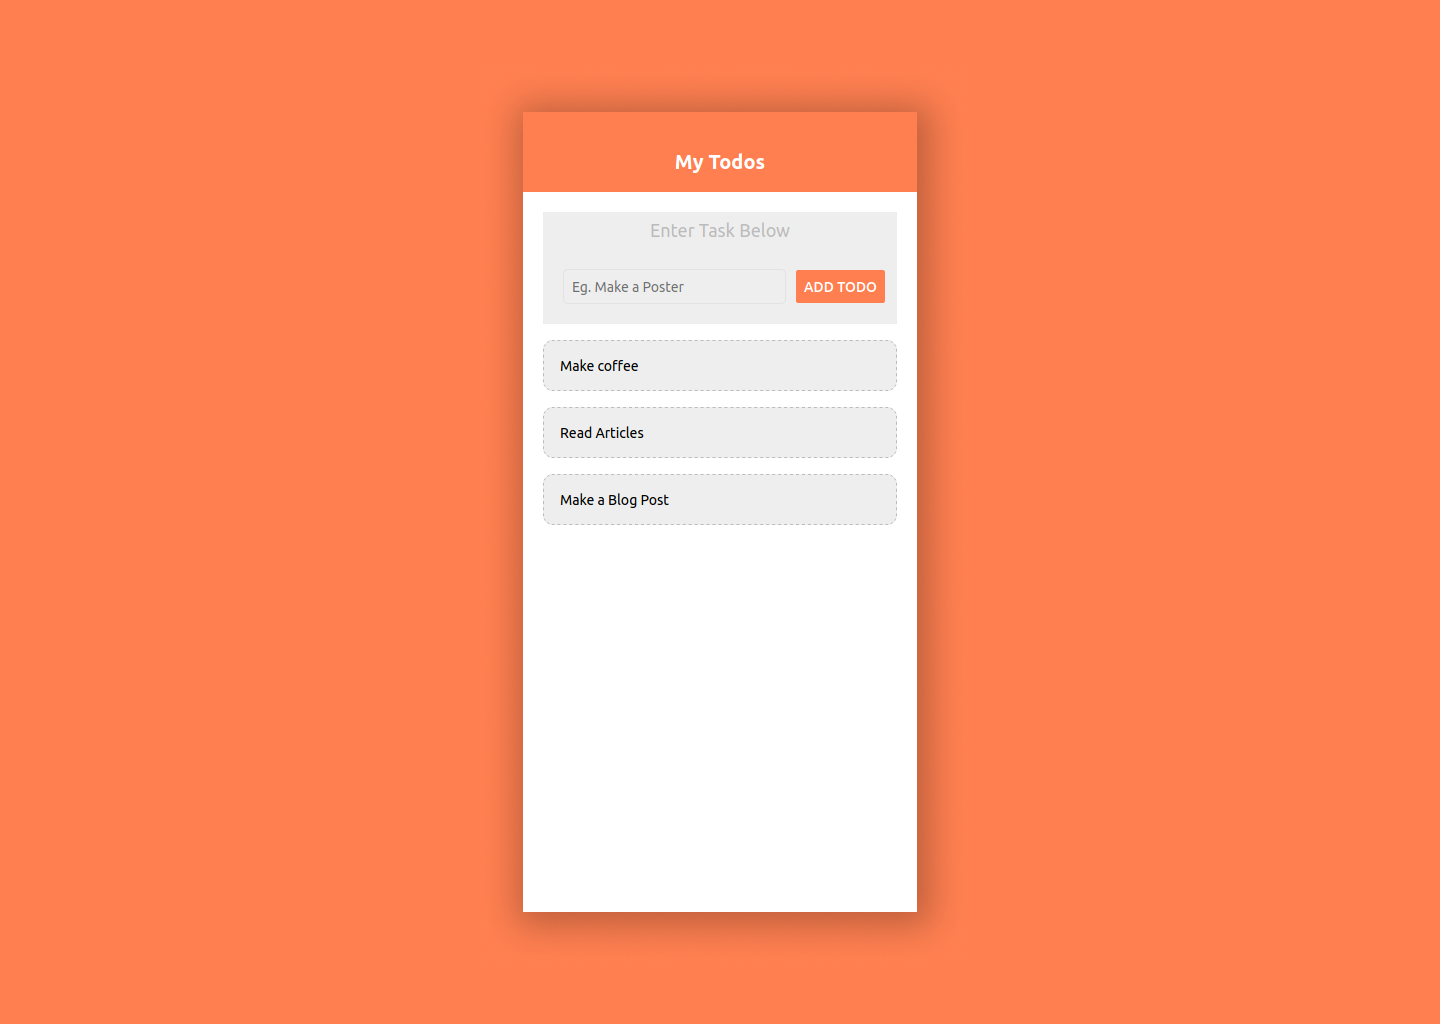 My Todos
Enter Task Below
Eg. Make a Poster
ADD TODO
Make coffee
Read Articles
Make a Blog Post